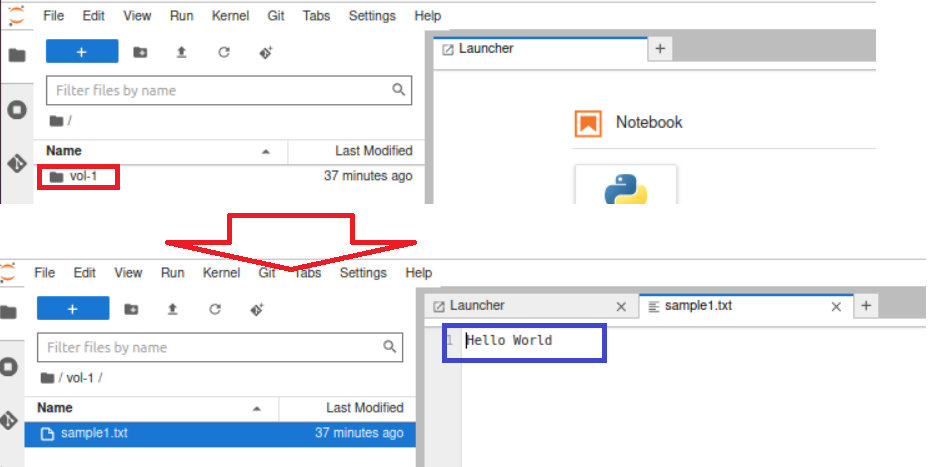 File Edit View Run Kernel Git Tabs Settings Help
+
Launcher
+
Filter files by name
/
Name Last Modified
vol-1 37 minutes ago
Notebook
File Edit View Run Kernel Git Tabs Settings Help
+
Launcher
sample1.txt
+
Filter files by name
/ vol-1 /
Name Last Modified
sample1.txt 37 minutes ago
1 Hello World